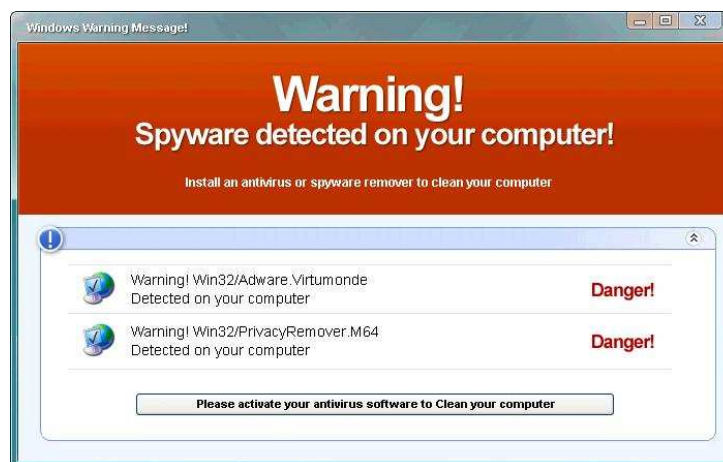 Windows Warning Message!
Warning!
Spyware detected on your computer!
Install an antivirus or spyware remover to clean your computer
Warning! Win32/Adware.Virtumonde
Detected on your computer
Danger!
Warning! Win32/PrivacyRemover.M64
Detected on your computer
Danger!
Please activate your antivirus software to Clean your computer